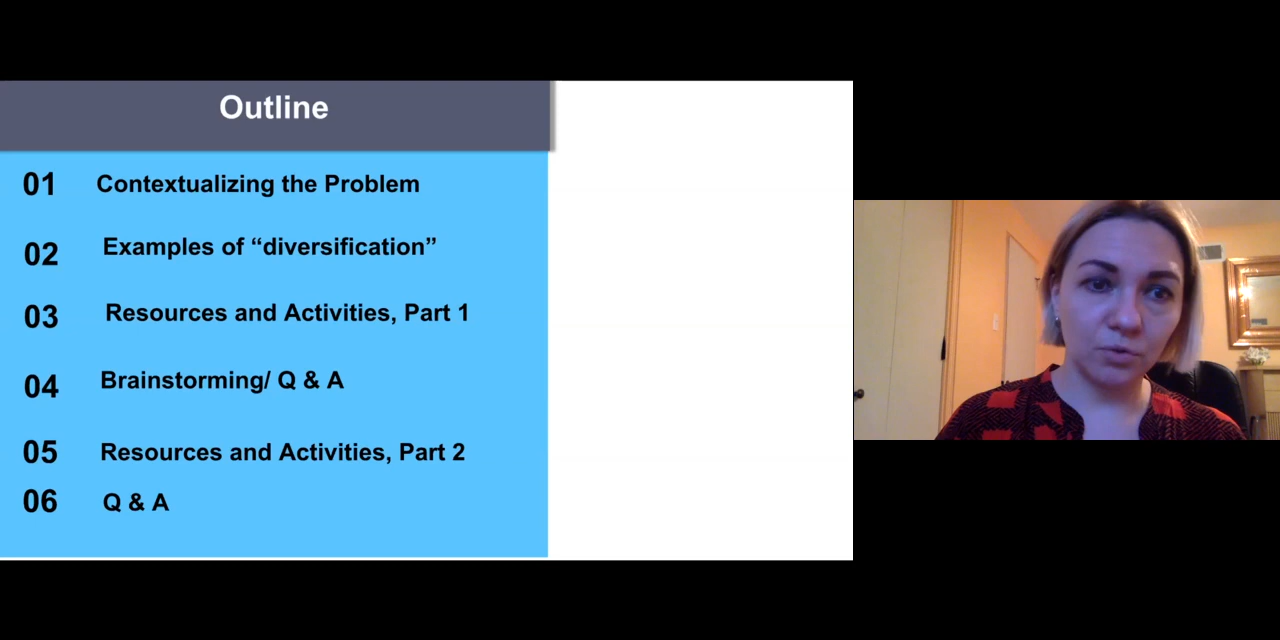 Outline
01 Contextualizing the Problem
02 Examples of “diversification”
03 Resources and Activities, Part 1
04 Brainstorming/ Q & A
05 Resources and Activities, Part 2
06 Q & A